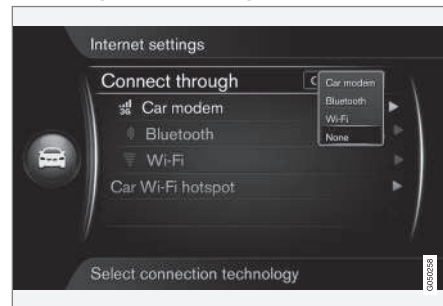 Internet settings
Connect through
Car modem
Bluetooth
Wi-Fi
None
3G Car modem
Bluetooth
Wi-Fi
Car Wi-Fi hotspot
Select connection technology
G050258